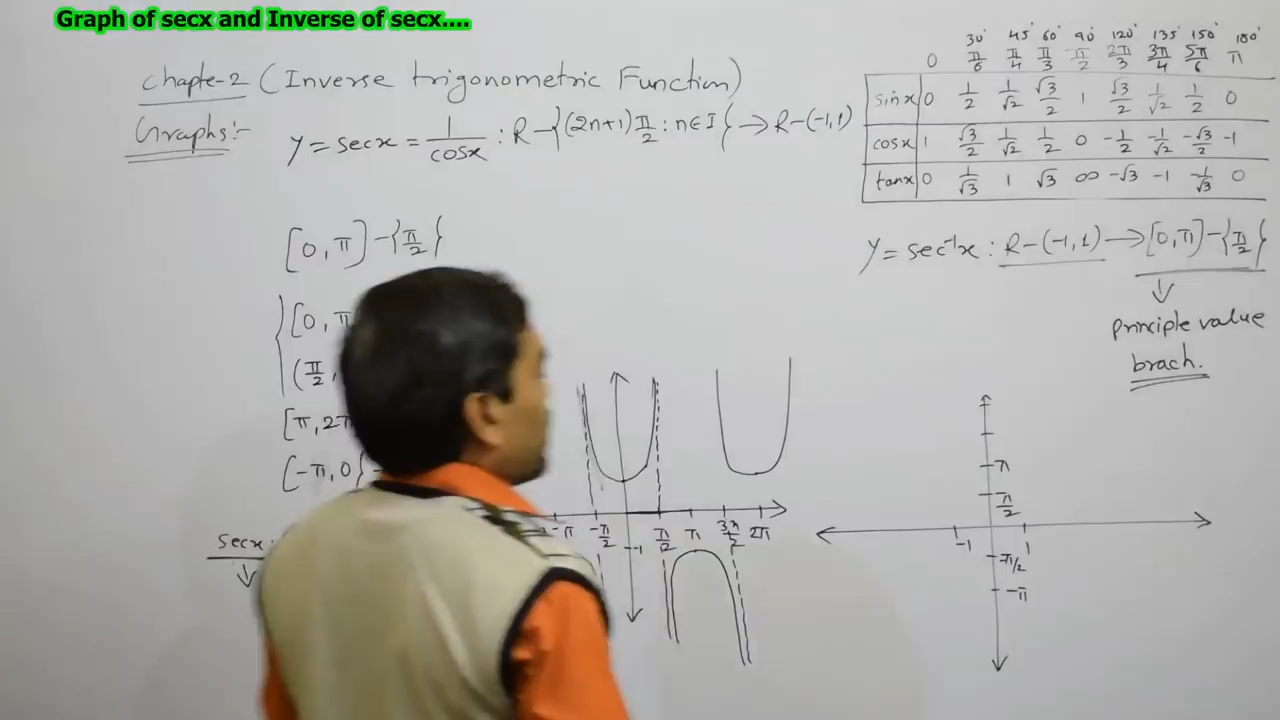 Graph of secx and Inverse of secx....
Chapte-2 (Inverse trigonometric Function)
Graphs:-
y = secx = 1/cosx : R - {(2n+1)π/2 : n∈I} → R-(-1,1)
[0,π] - {π/2}
[0,π
(π/2,
[π,2π
[-π,0}
secx:
30° 45° 60° 90° 120° 135° 150° 180°
0 π/6 π/4 π/3 π/2 2π/3 3π/4 5π/6 π
sinx 0 1/2 1/√2 √3/2 1 √3/2 1/√2 1/2 0
cosx 1 √3/2 1/√2 1/2 0 -1/2 -1/√2 -√3/2 -1
tanx 0 1/√3 1 √3 ∞ -√3 -1 -1/√3 0
y = sec⁻¹x : R-(-1,1) → [0,π] - {π/2}
principle value
brach.
-π -π/2 π/2 π 3π/2 2π
-1
π
π/2
-1 1
-π/2
-π